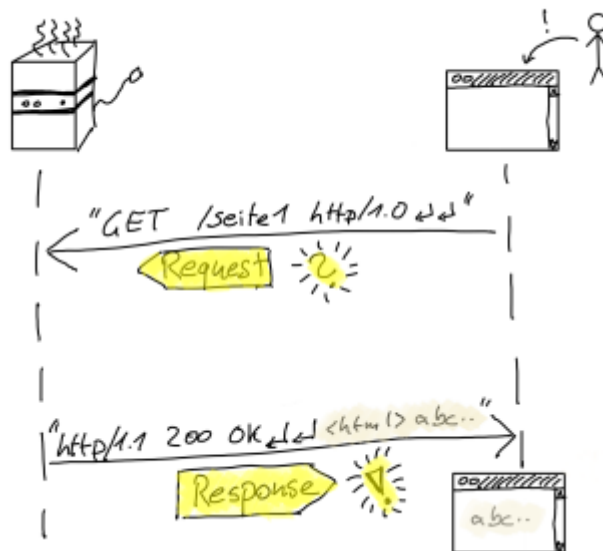 !
"GET /seite1 http/1.0 ↵↵"
Request ?
"http/1.1 200 OK ↵↵ <html> abc.."
Response !
abc..